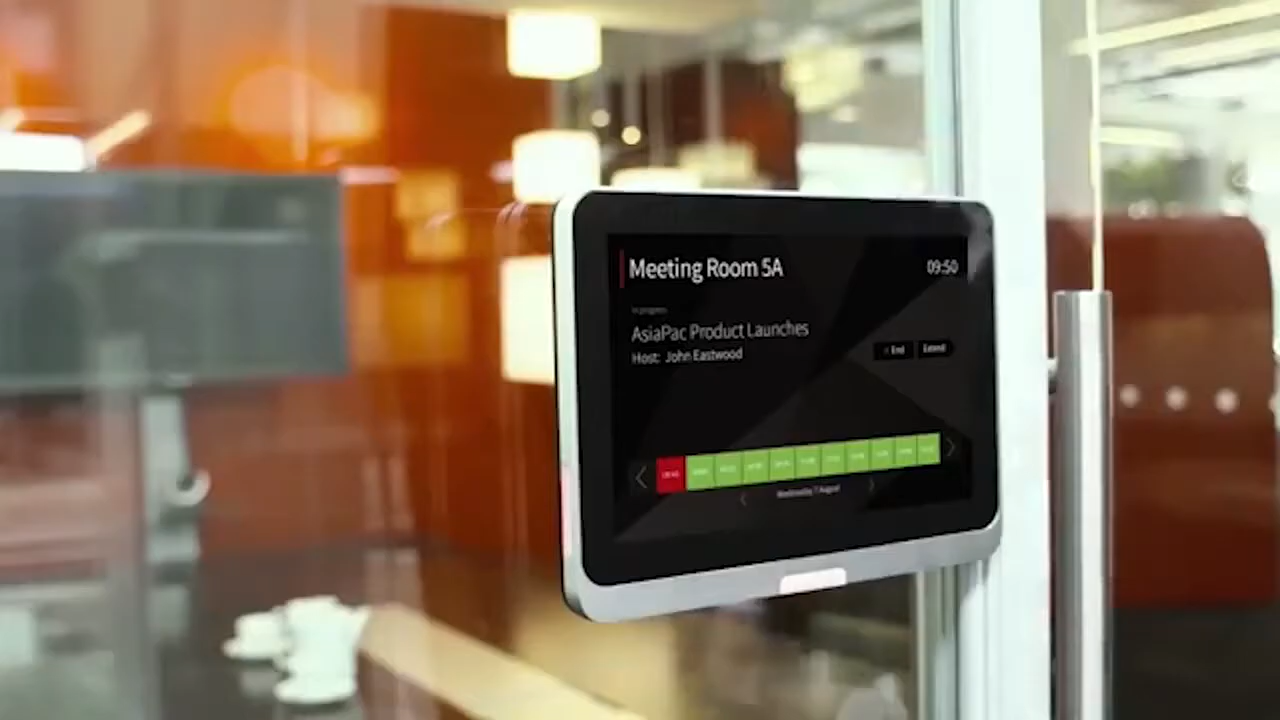 Meeting Room 5A
09:50
In progress
AsiaPac Product Launches
Host: John Eastwood
End
Extend
Wednesday 7 August